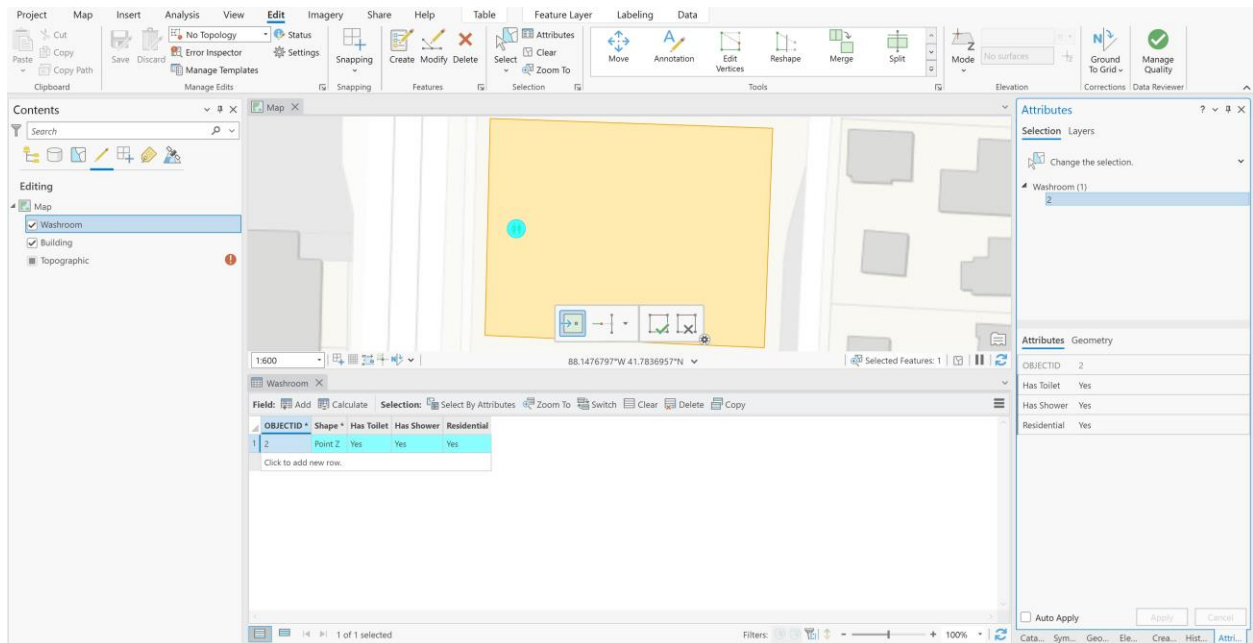 Project Map Insert Analysis View Edit Imagery Share Help Table Feature Layer Labeling Data
Cut
Copy
Copy Path
Paste
Clipboard
Save Discard
No Topology
Error Inspector
Manage Templates
Status
Settings
Manage Edits
Snapping
Snapping
Create Modify Delete
Features
Select
Attributes
Clear
Zoom To
Selection
Move Annotation Edit Vertices Reshape Merge Split
Tools
Mode
No surfaces
Elevation
Ground To Grid
Corrections
Manage Quality
Data Reviewer
Contents
Search
Editing
Map
Washroom
Building
Topographic
Map
1:600
88.1476797°W 41.7836957°N
Selected Features: 1
Washroom
Field: Add Calculate Selection: Select By Attributes Zoom To Switch Clear Delete Copy
OBJECTID * Shape * Has Toilet Has Shower Residential
1 2 Point Z Yes Yes Yes
Click to add new row.
1 of 1 selected
Filters:
100%
Attributes
Selection Layers
Change the selection.
Washroom (1)
2
Attributes Geometry
OBJECTID 2
Has Toilet Yes
Has Shower Yes
Residential Yes
Auto Apply Apply Cancel
Cata... Sym... Geo... Ele... Crea... Hist... Attri...